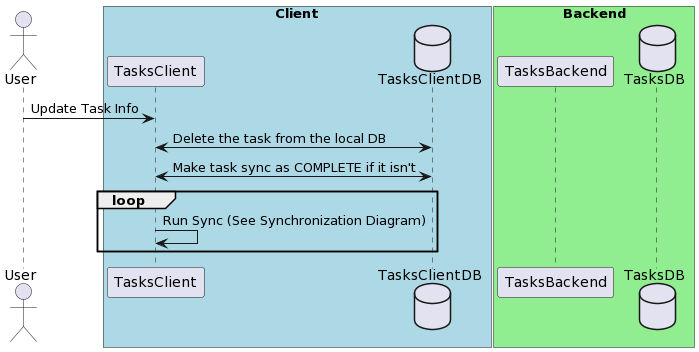 Client
Backend
User
TasksClient
TasksClientDB
TasksBackend
TasksDB
Update Task Info
Delete the task from the local DB
Make task sync as COMPLETE if it isn't
loop
Run Sync (See Synchronization Diagram)
User
TasksClient
TasksClientDB
TasksBackend
TasksDB